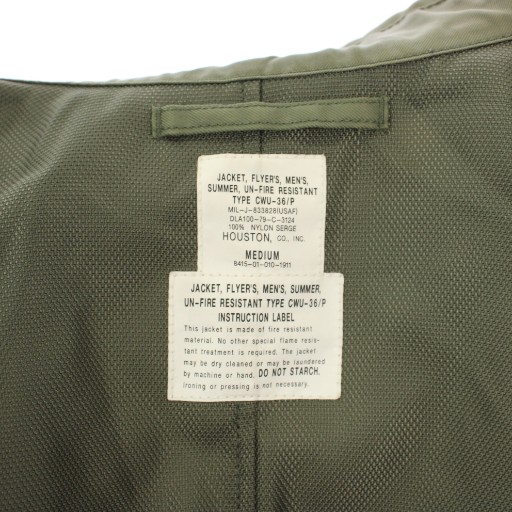 JACKET, FLYER'S, MEN'S,
SUMMER, UN-FIRE RESISTANT
TYPE CWU-36/P
MIL-J-833828(USAF)
DLA100-79-C-3124
100% NYLON SERGE
HOUSTON, CO., INC.
MEDIUM
8415-01-010-1911
JACKET, FLYER'S, MEN'S, SUMMER,
UN-FIRE RESISTANT TYPE CWU-36/P
INSTRUCTION LABEL
This jacket is made of fire resistant
material. No other special flams resis-
tant treatment is required. The jacket
may be dry cleaned or may be laundered
by machine or hand. DO NOT STARCH.
Ironing or pressing is not necessary.